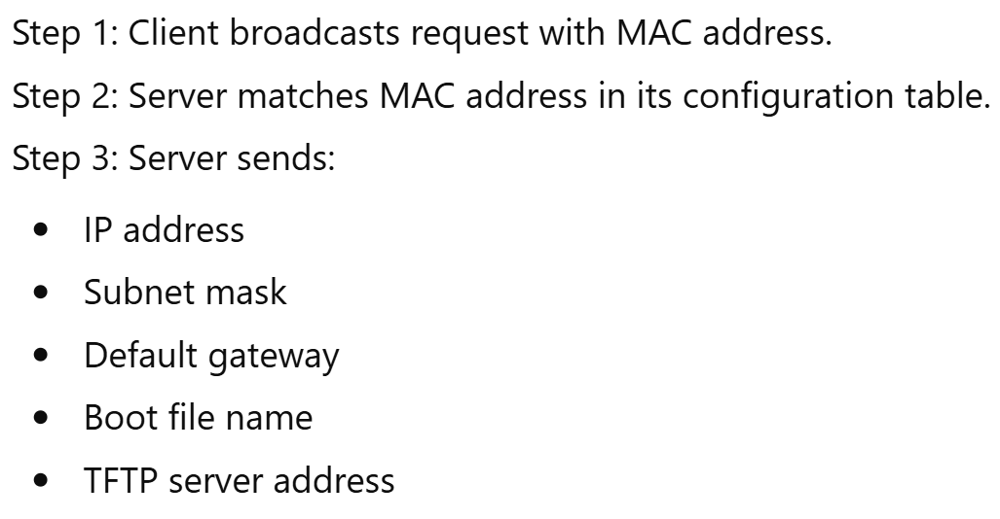 Step 1: Client broadcasts request with MAC address.
Step 2: Server matches MAC address in its configuration table.
Step 3: Server sends:
• IP address
• Subnet mask
• Default gateway
• Boot file name
• TFTP server address